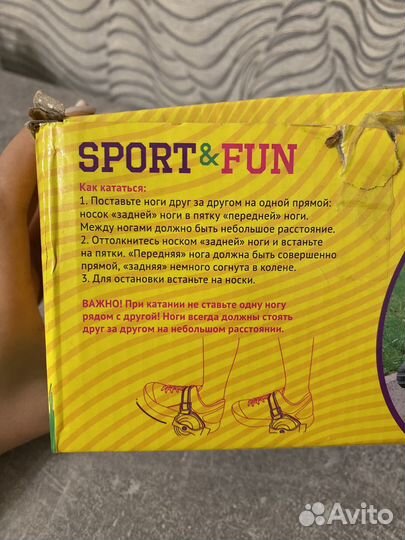 SPORT&FUN
Как кататься:
1. Поставьте ноги друг за другом на одной прямой:
носок «задней» ноги в пятку «передней» ноги.
Между ногами должно быть небольшое расстояние.
2. Оттолкнитесь носком «задней» ноги и встаньте
на пятки. «Передняя» нога должна быть совершенно
прямой, «задняя» немного согнута в колене.
3. Для остановки встаньте на носки.
ВАЖНО! При катании не ставьте одну ногу
рядом с другой! Ноги всегда должны стоять
друг за другом на небольшом расстоянии.
Avito